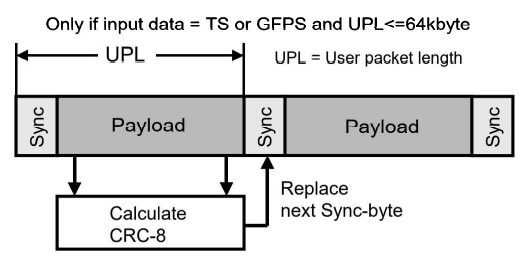 Only if input data = TS or GFPS and UPL<=64kbyte
UPL
UPL = User packet length
Sync
Payload
Sync
Payload
Sync
Calculate
CRC-8
Replace
next Sync-byte